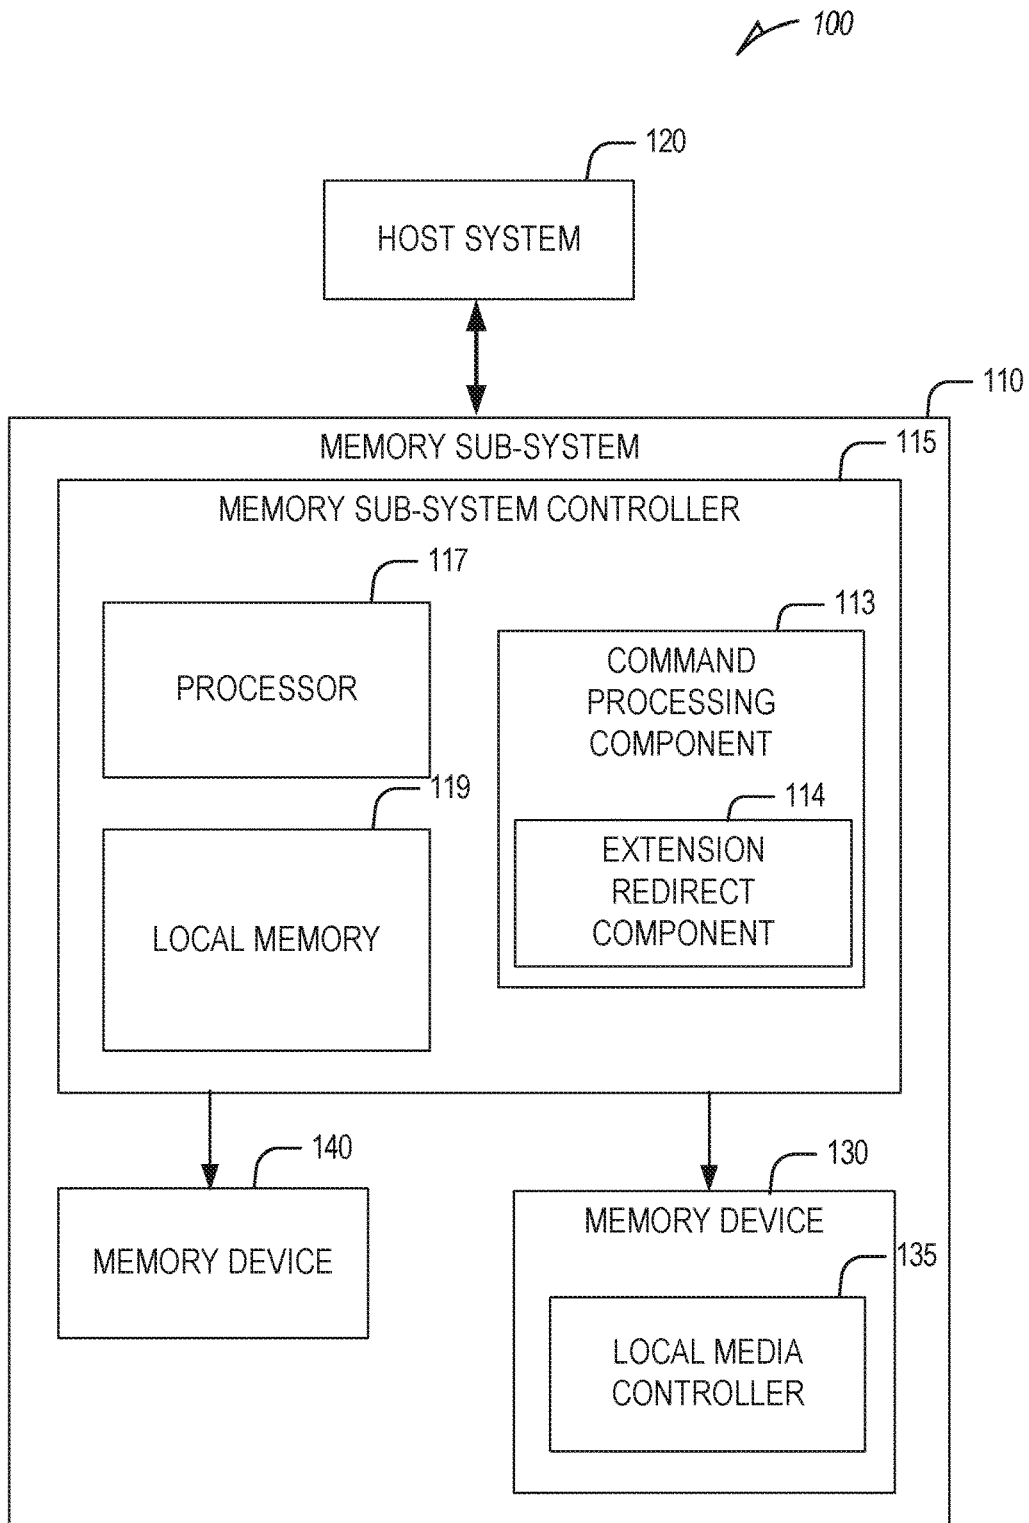 100
120
HOST SYSTEM
110
MEMORY SUB-SYSTEM
115
MEMORY SUB-SYSTEM CONTROLLER
117
PROCESSOR
113
COMMAND
PROCESSING
COMPONENT
119
LOCAL MEMORY
114
EXTENSION
REDIRECT
COMPONENT
140
MEMORY DEVICE
130
MEMORY DEVICE
135
LOCAL MEDIA
CONTROLLER